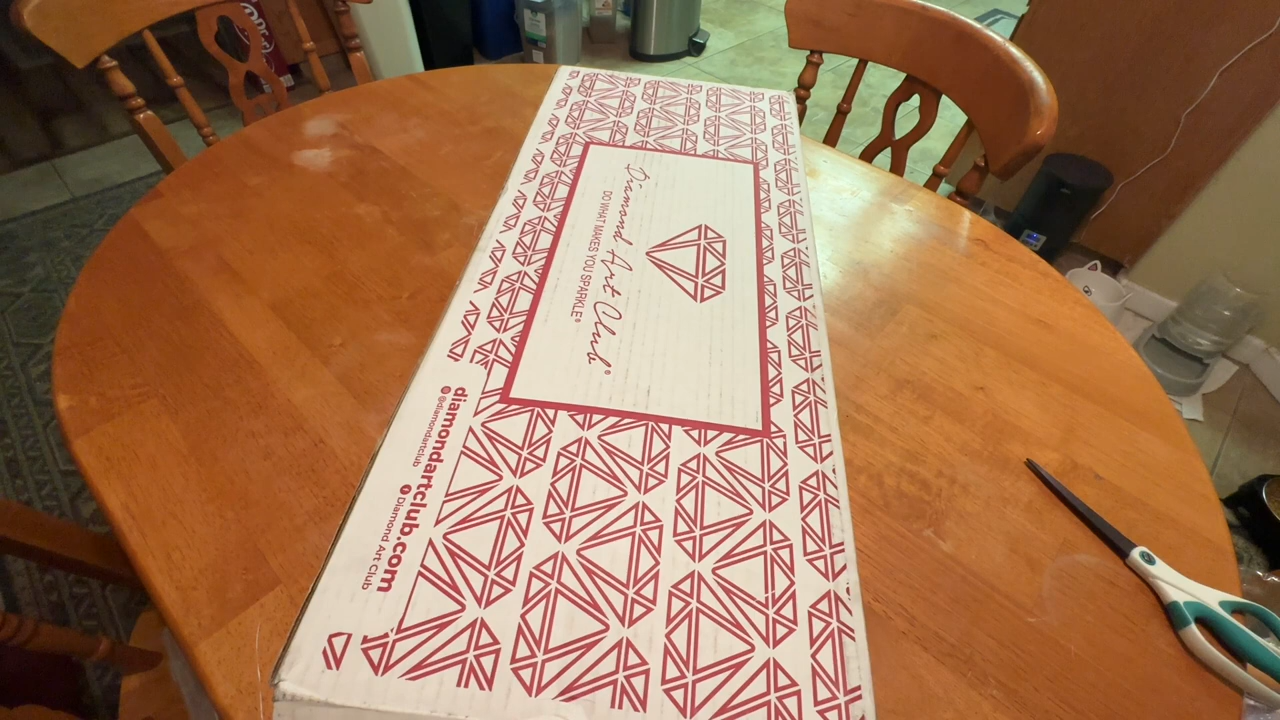 Diamond Art Club®
DO WHAT MAKES YOU SPARKLE®
diamondartclub.com
@diamondartclub
Diamond Art Club